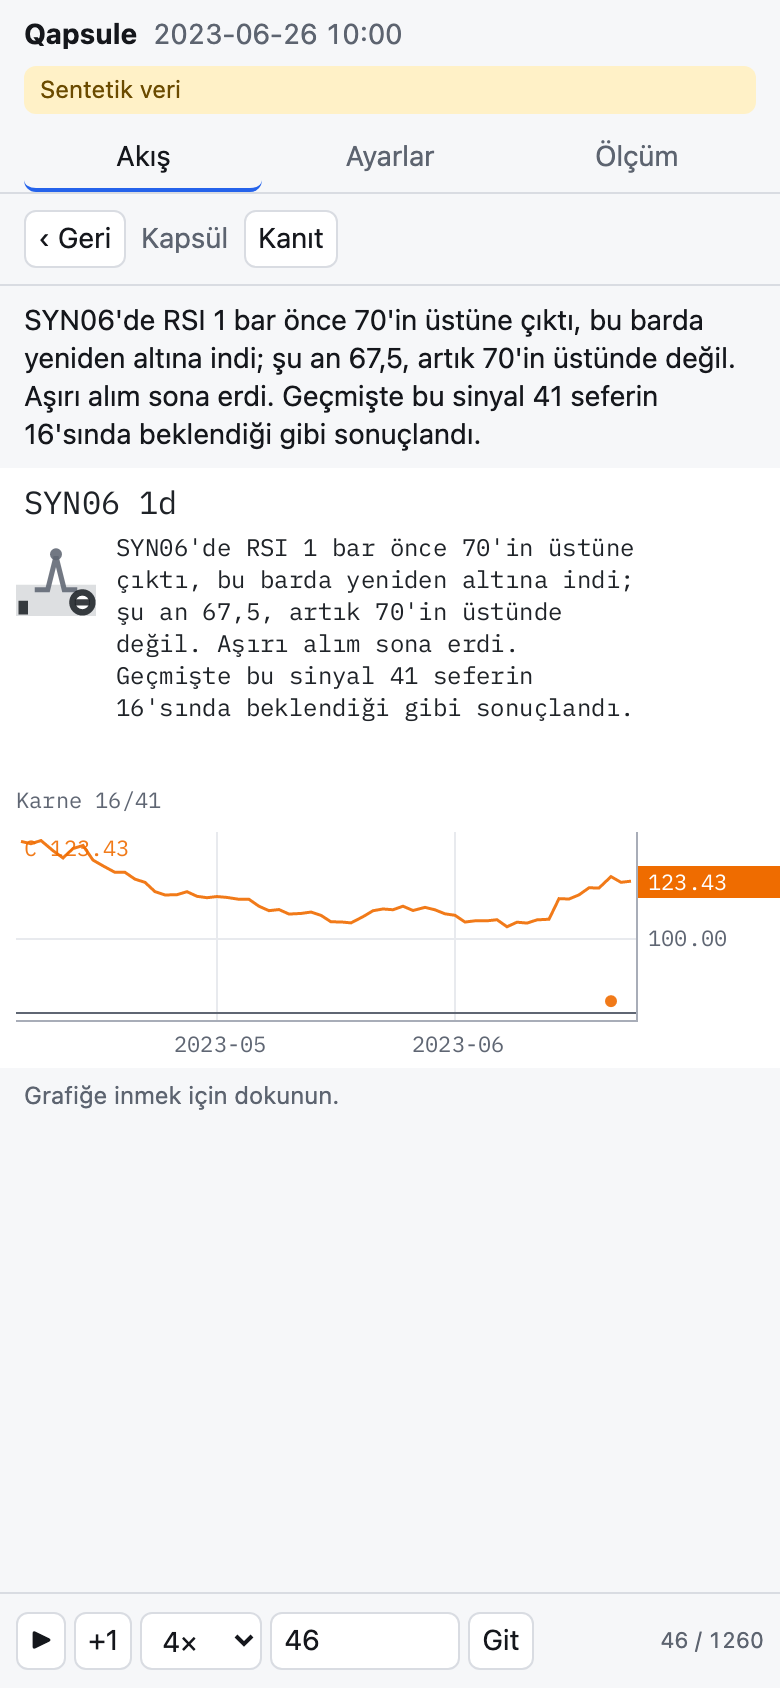 Qapsule 2023-06-26 10:00
Sentetik veri
Akış Ayarlar Ölçüm
‹ Geri Kapsül Kanıt
SYN06'de RSI 1 bar önce 70'in üstüne çıktı, bu barda
yeniden altına indi; şu an 67,5, artık 70'in üstünde değil.
Aşırı alım sona erdi. Geçmişte bu sinyal 41 seferin
16'sında beklendiği gibi sonuçlandı.
SYN06 1d
SYN06'de RSI 1 bar önce 70'in üstüne
çıktı, bu barda yeniden altına indi;
şu an 67,5, artık 70'in üstünde
değil. Aşırı alım sona erdi.
Geçmişte bu sinyal 41 seferin
16'sında beklendiği gibi sonuçlandı.
Karne 16/41
C 123.43
123.43
100.00
2023-05 2023-06
Grafiğe inmek için dokunun.
+1 4× 46 Git 46 / 1260